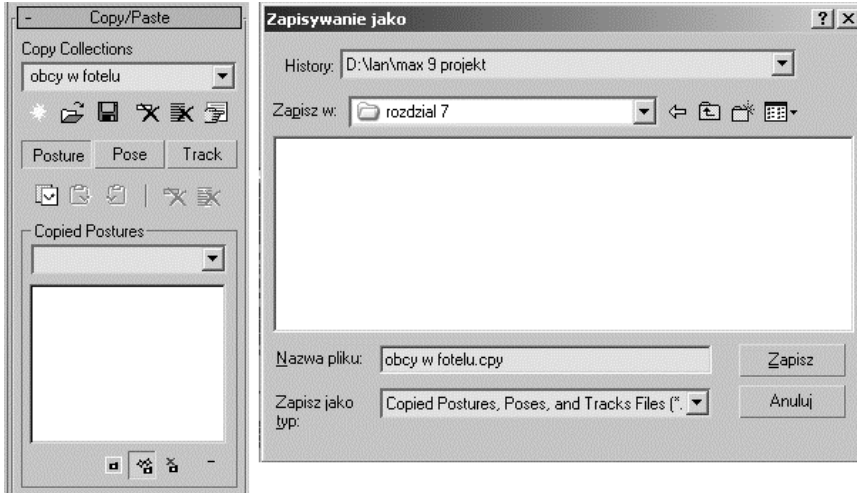 - Copy/Paste
Copy Collections
obcy w fotelu
Posture Pose Track
Copied Postures
Zapisywanie jako
History: D:\lan\max 9 projekt
Zapisz w: rozdzial 7
Nazwa pliku: obcy w fotelu.cpy Zapisz
Zapisz jako typ: Copied Postures, Poses, and Tracks Files (*. Anuluj